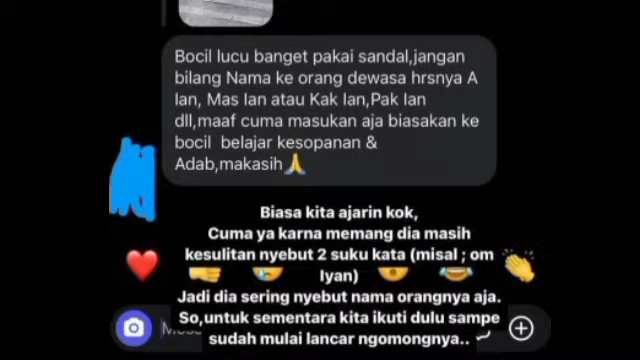 Bocil lucu banget pakai sandal,jangan
bilang Nama ke orang dewasa hrsnya A
Ian, Mas Ian atau Kak Ian,Pak Ian
dll,maaf cuma masukan aja biasakan ke
bocil belajar kesopanan &
Adab,makasih🙏
Biasa kita ajarin kok,
Cuma ya karna memang dia masih
kesulitan nyebut 2 suku kata (misal ; om
Iyan)
Jadi dia sering nyebut nama orangnya aja.
So,untuk sementara kita ikuti dulu sampe
sudah mulai lancar ngomongnya..